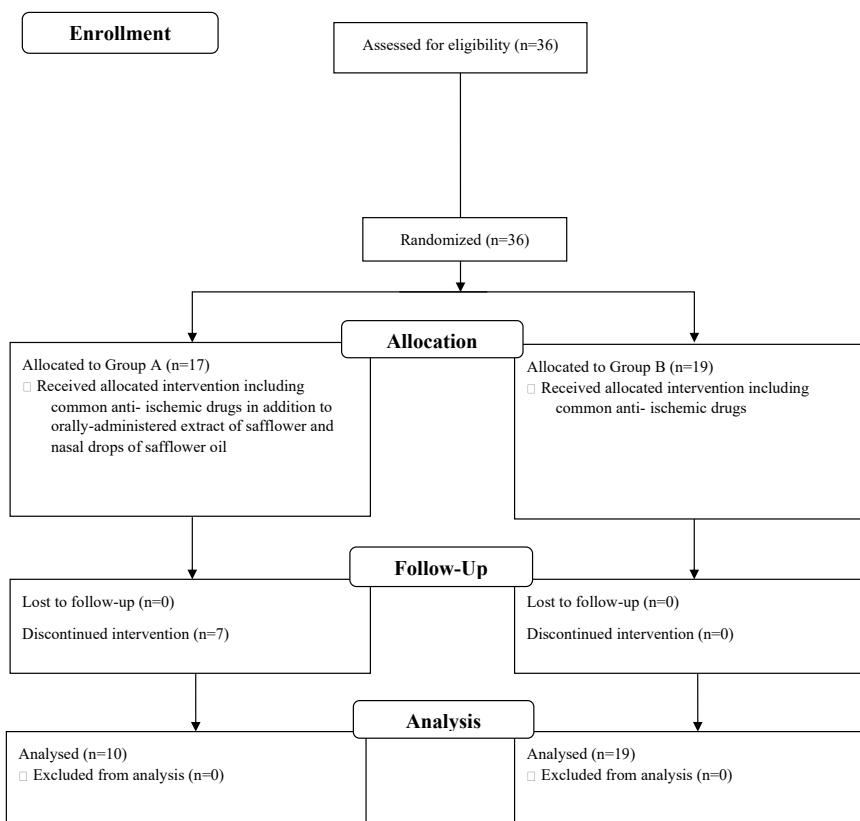 Enrollment
Assessed for eligibility (n=36)
Randomized (n=36)
Allocation
Allocated to Group A (n=17)
Received allocated intervention including
common anti- ischemic drugs in addition to
orally-administered extract of safflower and
nasal drops of safflower oil
Allocated to Group B (n=19)
Received allocated intervention including
common anti- ischemic drugs
Follow-Up
Lost to follow-up (n=0)
Discontinued intervention (n=7)
Lost to follow-up (n=0)
Discontinued intervention (n=0)
Analysis
Analysed (n=10)
Excluded from analysis (n=0)
Analysed (n=19)
Excluded from analysis (n=0)